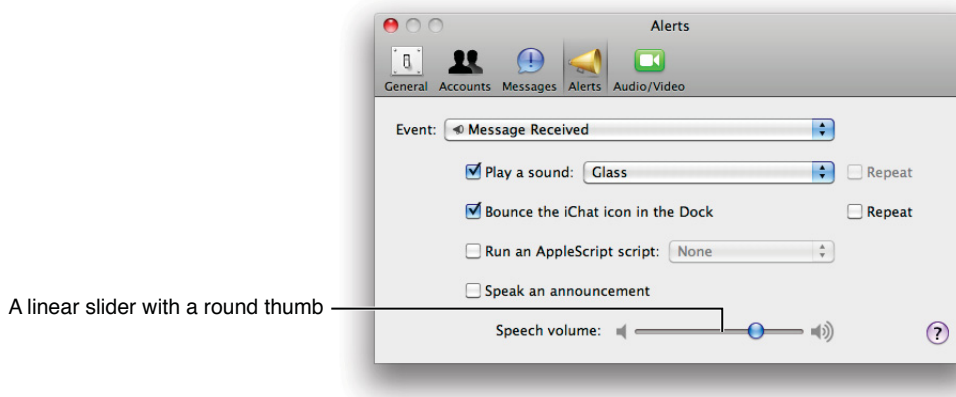 Alerts
General Accounts Messages Alerts Audio/Video
Event: Message Received
Play a sound: Glass Repeat
Bounce the iChat icon in the Dock Repeat
Run an AppleScript script: None
Speak an announcement
A linear slider with a round thumb
Speech volume: ?